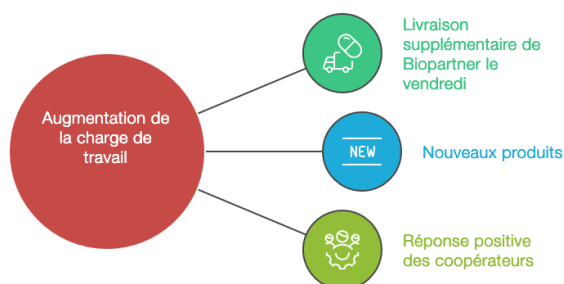 Augmentation de
la charge de
travail
Livraison
supplémentaire de
Biopartner le
vendredi
NEW
Nouveaux produits
Réponse positive
des coopérateurs